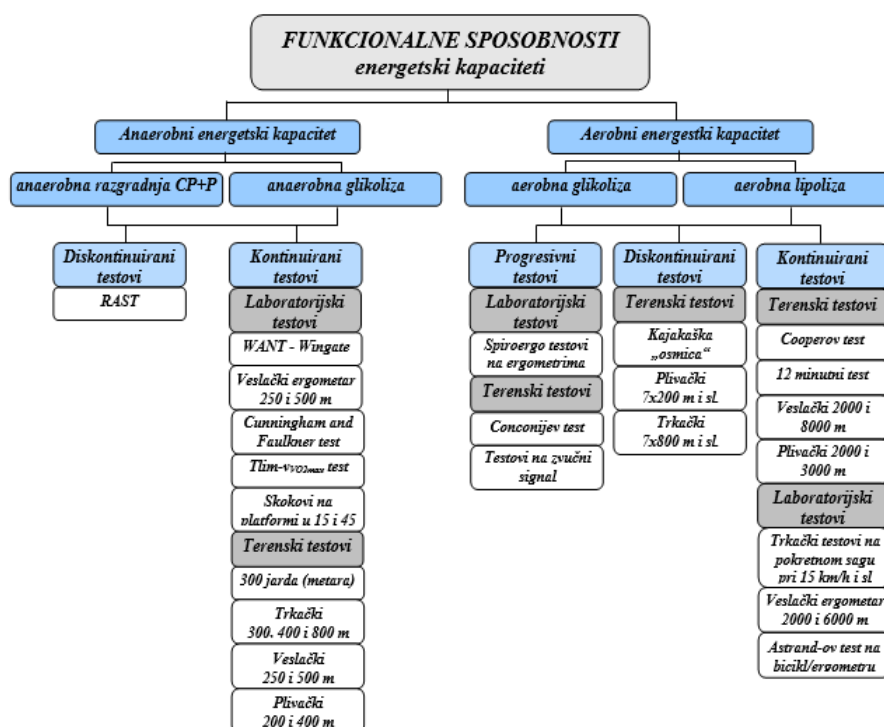 FUNKCIONALNE SPOSOBNOSTI
energetski kapaciteti
Anaerobni energetski kapacitet
Aerobni energestki kapacitet
anaerobna razgradnja CP+P
anaerobna glikoliza
aerobna glikoliza
aerobna lipoliza
Diskontinuirani
testovi
RAST
Kontinuirani
testovi
Laboratorijski
testovi
WANT - Wingate
Veslački ergometar
250 i 500 m
Cunningham and
Faulkner test
Tlim-vVO2max test
Skokovi na
platformi u 15 i 45
Terenski testovi
300 jarda (metara)
Trkački
300. 400 i 800 m
Veslački
250 i 500 m
Plivački
200 i 400 m
Progresivni
testovi
Laboratorijski
testovi
Spiroergo testovi
na ergometrima
Terenski testovi
Conconijev test
Testovi na zvučni
signal
Diskontinuirani
testovi
Terenski testovi
Kajakaška
„osmica“
Plivački
7x200 m i sl.
Trkački
7x800 m i sl.
Kontinuirani
testovi
Terenski testovi
Cooperov test
12 minutni test
Veslački 2000 i
8000 m
Plivački 2000 i
3000 m
Laboratorijski
testovi
Trkački testovi na
pokretnom sagu
pri 15 km/h i sl
Veslački ergometar
2000 i 6000 m
Astrand-ov test na
bicikl/ergometru